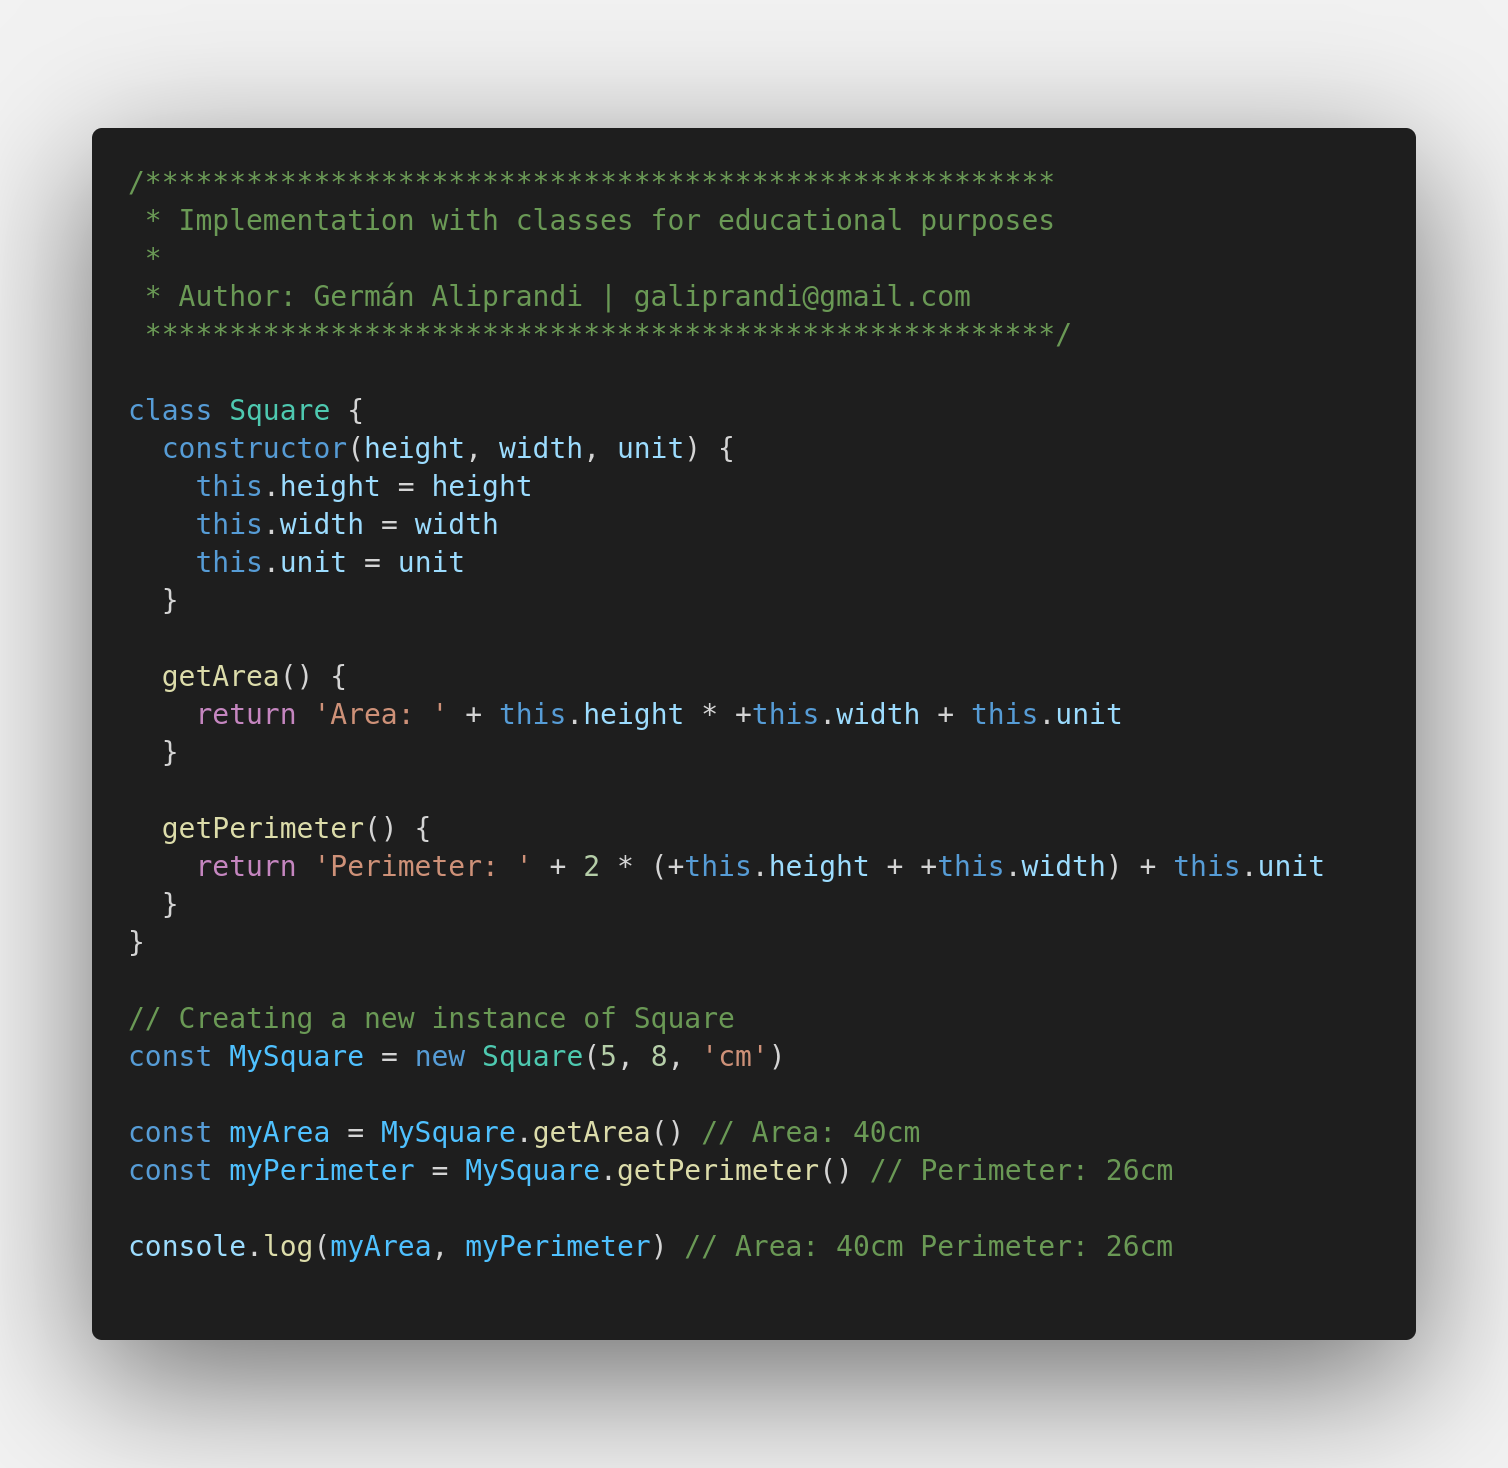 /******************************************************
 * Implementation with classes for educational purposes
 *
 * Author: Germán Aliprandi | galiprandi@gmail.com
 ******************************************************/

class Square {
  constructor(height, width, unit) {
    this.height = height
    this.width = width
    this.unit = unit
  }

  getArea() {
    return 'Area: ' + this.height * +this.width + this.unit
  }

  getPerimeter() {
    return 'Perimeter: ' + 2 * (+this.height + +this.width) + this.unit
  }
}

// Creating a new instance of Square
const MySquare = new Square(5, 8, 'cm')

const myArea = MySquare.getArea() // Area: 40cm
const myPerimeter = MySquare.getPerimeter() // Perimeter: 26cm

console.log(myArea, myPerimeter) // Area: 40cm Perimeter: 26cm